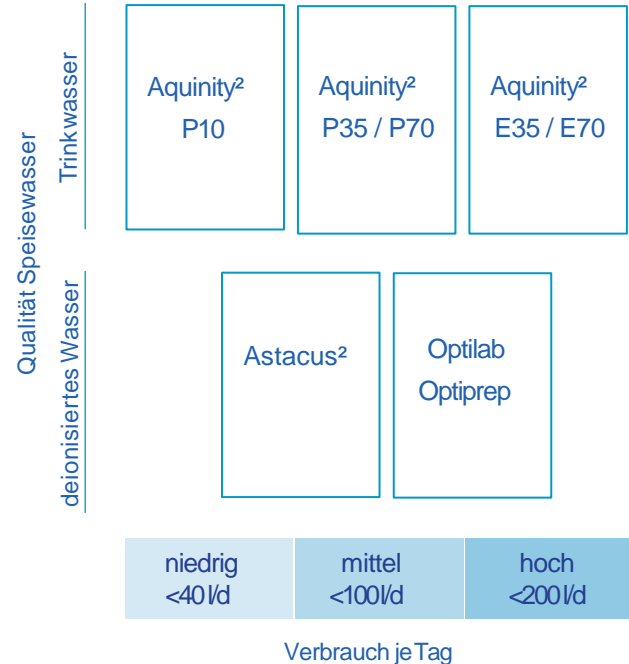 Qualität Speisewasser
Trinkwasser
Aquinity²
P10
Aquinity²
P35 / P70
Aquinity²
E35 / E70
deionisiertes Wasser
Astacus²
Optilab
Optiprep
niedrig
<40 l/d
mittel
<100 l/d
hoch
<200 l/d
Verbrauch je Tag